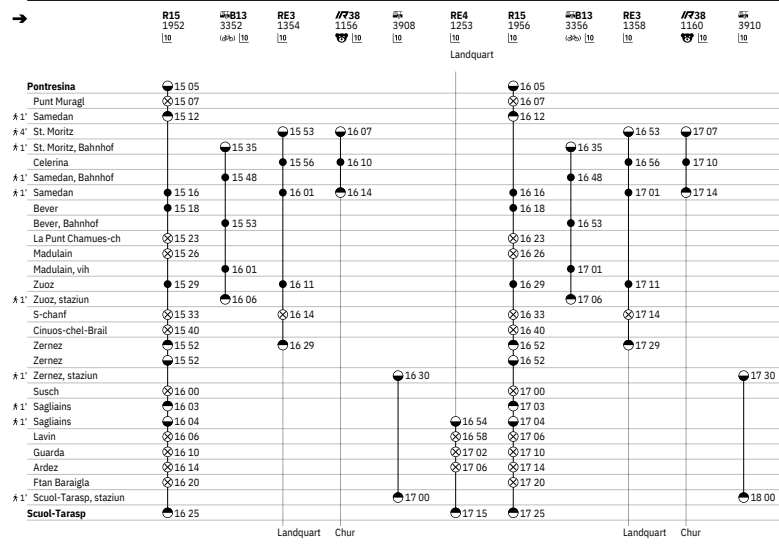 R15 B13 RE3 R38 RE4 R15 B13 RE3 R38
1952 3352 1354 1156 3908 1253 1956 3356 1358 1160 3910
10 10 10 10 10 10 10 10 10 10 10
Landquart
Pontresina 15 05 16 05
Punt Muragl 15 07 16 07
1' Samedan 15 12 16 12
4' St. Moritz 15 53 16 07 16 53 17 07
1' St. Moritz, Bahnhof 15 35 16 35
Celerina 15 56 16 10 16 56 17 10
1' Samedan, Bahnhof 15 48 16 48
1' Samedan 15 16 16 01 16 14 16 16 17 01 17 14
Bever 15 18 16 18
Bever, Bahnhof 15 53 16 53
La Punt Chamues-ch 15 23 16 23
Madulain 15 26 16 26
Madulain, vih 16 01 17 01
Zuoz 15 29 16 11 16 29 17 11
1' Zuoz, staziun 16 06 17 06
S-chanf 15 33 16 14 16 33 17 14
Cinuos-chel-Brail 15 40 16 40
Zernez 15 52 16 29 16 52 17 29
Zernez 15 52 16 52
1' Zernez, staziun 16 30 17 30
Susch 16 00 17 00
1' Sagliains 16 03 17 03
1' Sagliains 16 04 16 54 17 04
Lavin 16 06 16 58 17 06
Guarda 16 10 17 02 17 10
Ardez 16 14 17 06 17 14
Ftan Baraigla 16 20 17 20
1' Scuol-Tarasp, staziun 17 00 18 00
Scuol-Tarasp 16 25 17 15 17 25
Landquart Chur Landquart Chur